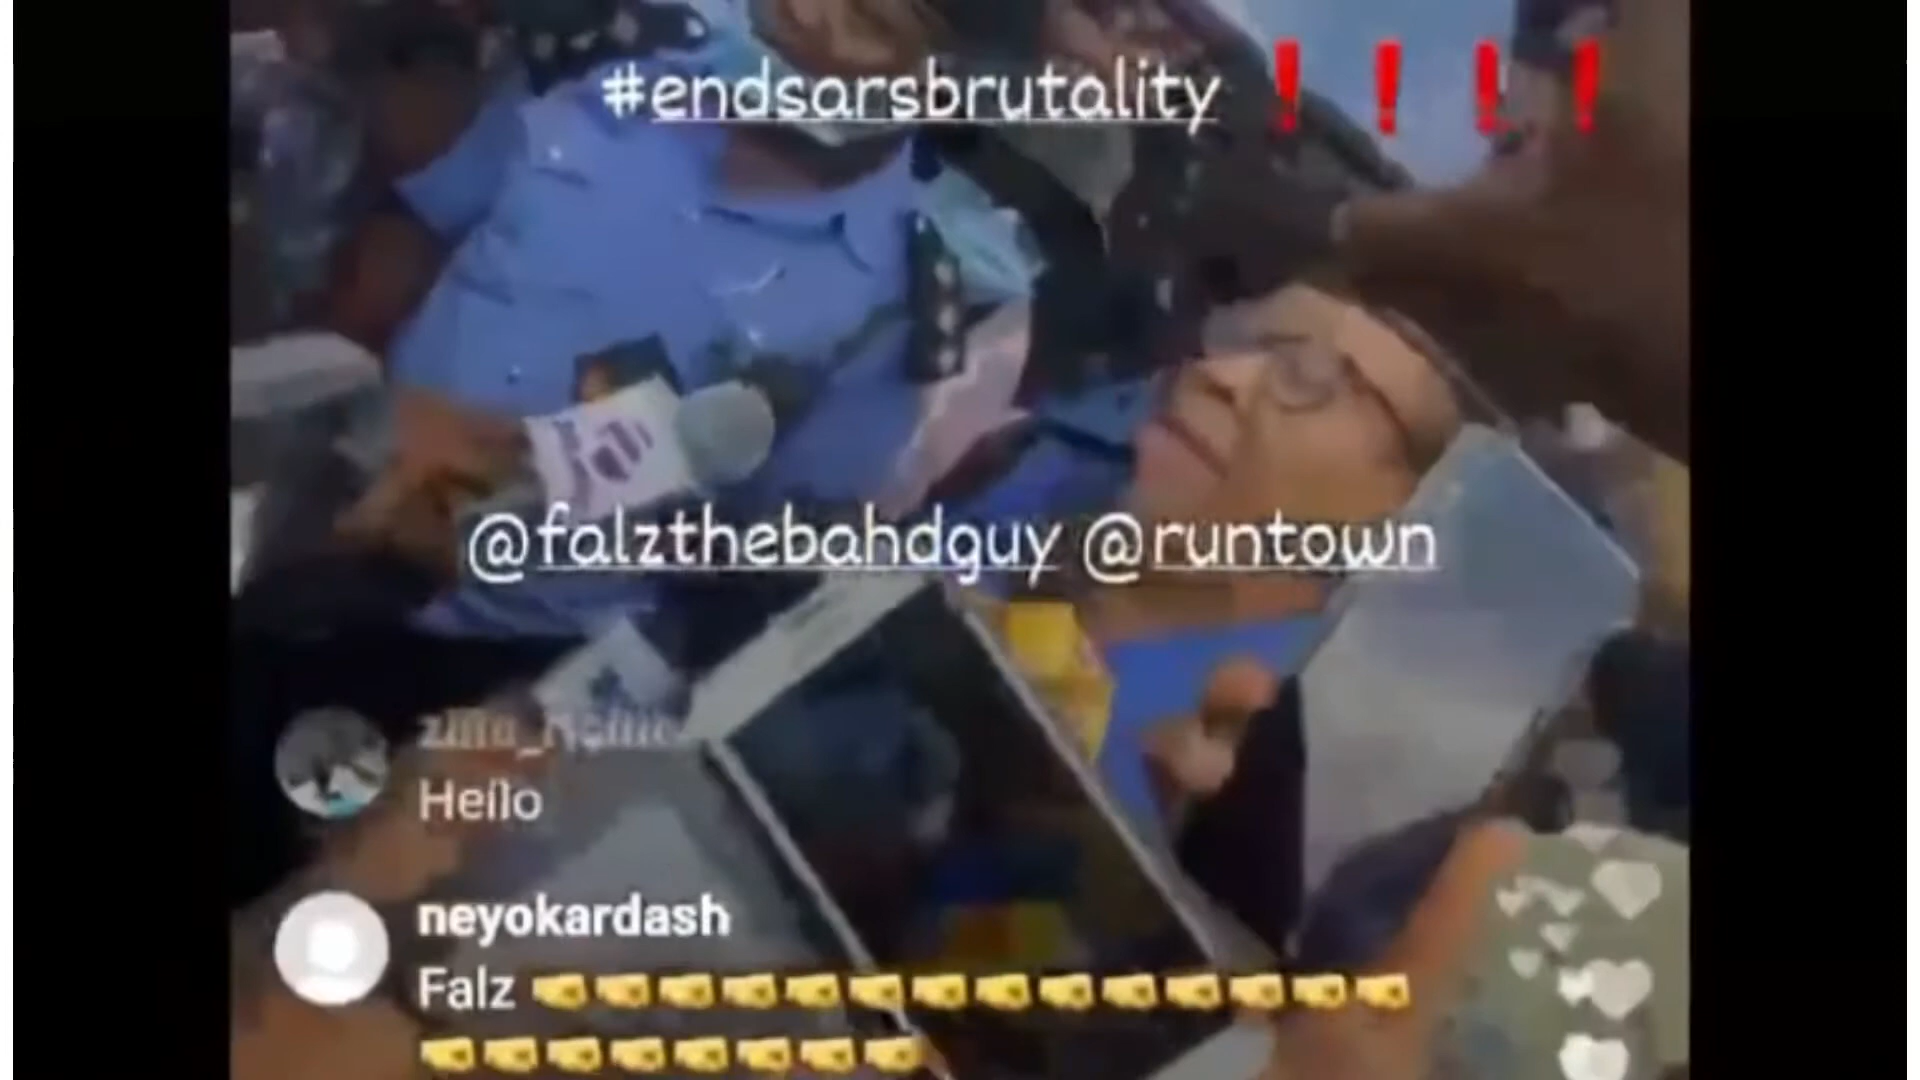 #endsarsbrutality ❗❗❗❗
@falzthebahdguy @runtown
Hello
neyokardash
Falz 🤜🤜🤜🤜🤜🤜🤜🤜🤜🤜🤜🤜🤜🤜
🤜🤜🤜🤜🤜🤜🤜🤜